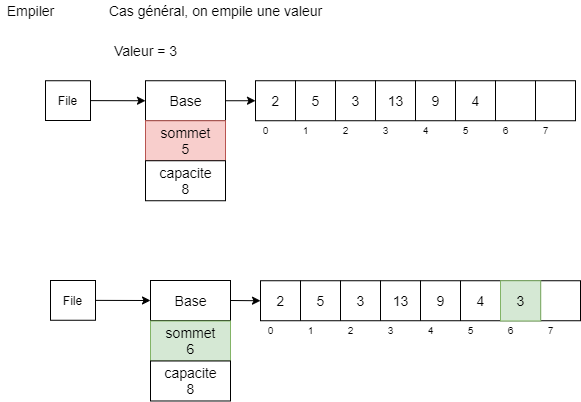 Empiler Cas général, on empile une valeur
Valeur = 3
File Base 2 5 3 13 9 4
0 1 2 3 4 5 6 7
sommet
5
capacite
8
File Base 2 5 3 13 9 4 3
0 1 2 3 4 5 6 7
sommet
6
capacite
8